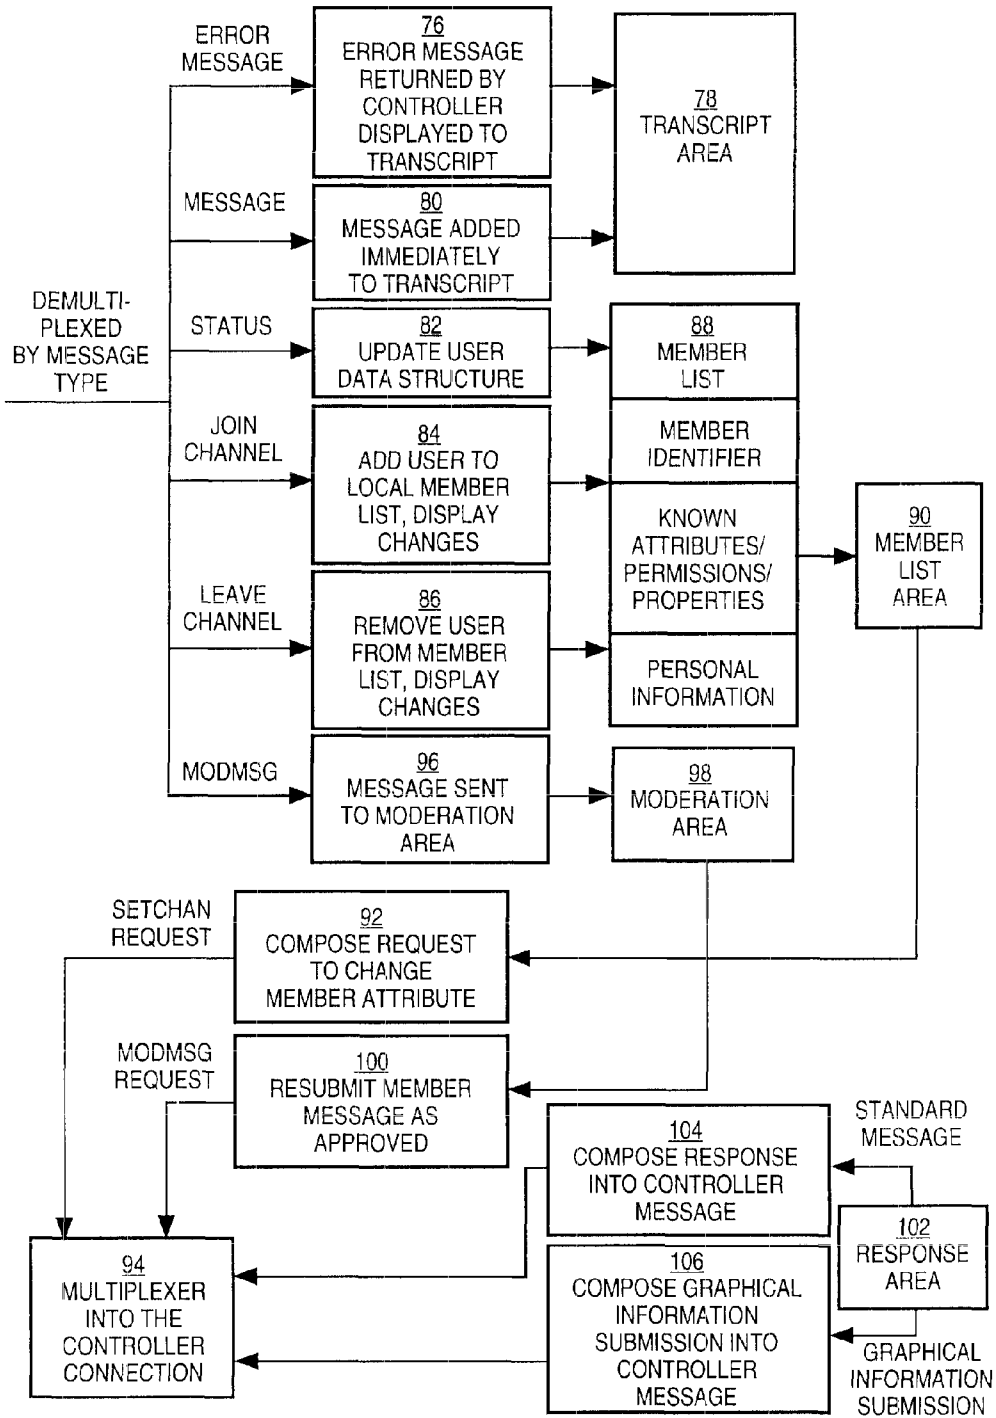 ERROR
MESSAGE
76
ERROR MESSAGE
RETURNED BY
CONTROLLER
DISPLAYED TO
TRANSCRIPT
78
TRANSCRIPT
AREA
MESSAGE
80
MESSAGE ADDED
IMMEDIATELY
TO TRANSCRIPT
DEMULTI-
PLEXED
BY MESSAGE
TYPE
STATUS
82
UPDATE USER
DATA STRUCTURE
88
MEMBER
LIST
MEMBER
IDENTIFIER
KNOWN
ATTRIBUTES/
PERMISSIONS/
PROPERTIES
PERSONAL
INFORMATION
JOIN
CHANNEL
84
ADD USER TO
LOCAL MEMBER
LIST, DISPLAY
CHANGES
90
MEMBER
LIST
AREA
LEAVE
CHANNEL
86
REMOVE USER
FROM MEMBER
LIST, DISPLAY
CHANGES
MODMSG
96
MESSAGE SENT
TO MODERATION
AREA
98
MODERATION
AREA
SETCHAN
REQUEST
92
COMPOSE REQUEST
TO CHANGE
MEMBER ATTRIBUTE
MODMSG
REQUEST
100
RESUBMIT MEMBER
MESSAGE AS
APPROVED
104
COMPOSE RESPONSE
INTO CONTROLLER
MESSAGE
STANDARD
MESSAGE
102
RESPONSE
AREA
94
MULTIPLEXER
INTO THE
CONTROLLER
CONNECTION
106
COMPOSE GRAPHICAL
INFORMATION
SUBMISSION INTO
CONTROLLER
MESSAGE
GRAPHICAL
INFORMATION
SUBMISSION